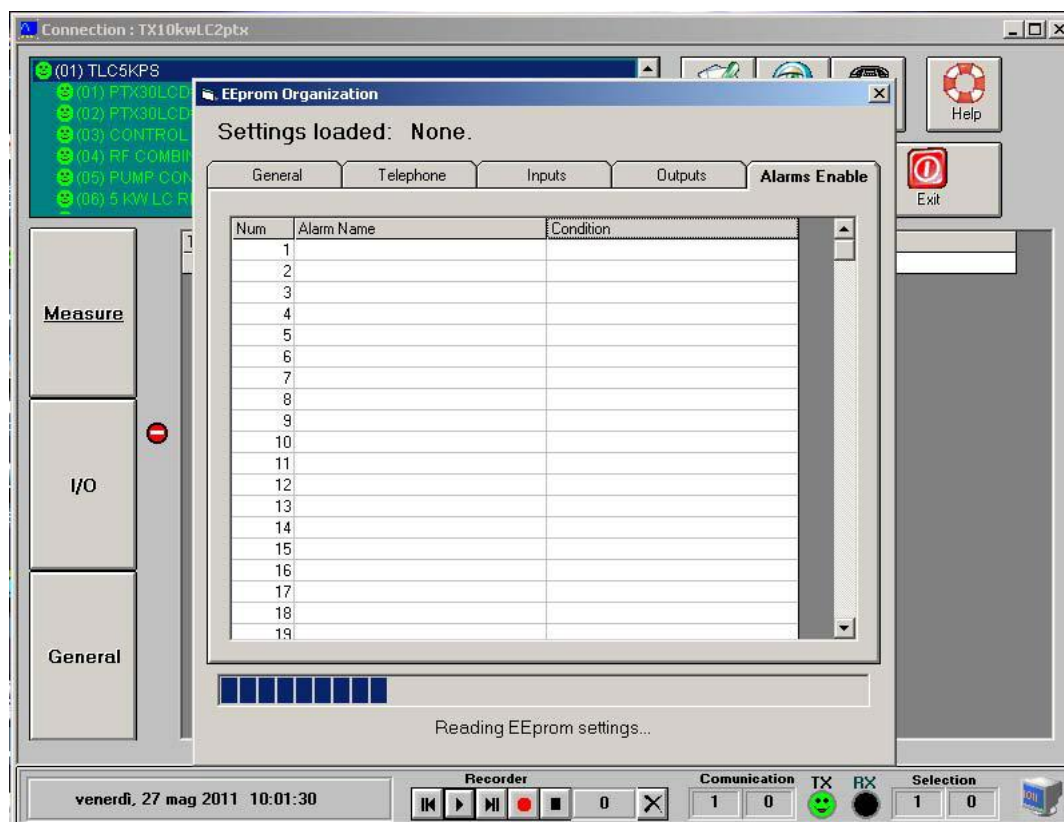 Connection : TX10kwLC2ptx
(01) TLC5KPS
(01) PTX30LCD
(02) PTX30LCD
(03) CONTROL
(04) RF COMBIN
(05) PUMP CON
(06) 5 KW LC R
Help
Exit
EEprom Organization
Settings loaded: None.
General Telephone Inputs Outputs Alarms Enable
Num Alarm Name Condition
1
2
3
4
5
6
7
8
9
10
11
12
13
14
15
16
17
18
19
Measure
I/O
General
Reading EEprom settings...
venerdì, 27 mag 2011 10:01:30
Recorder
0
Comunication
1 0
TX RX
Selection
1 0